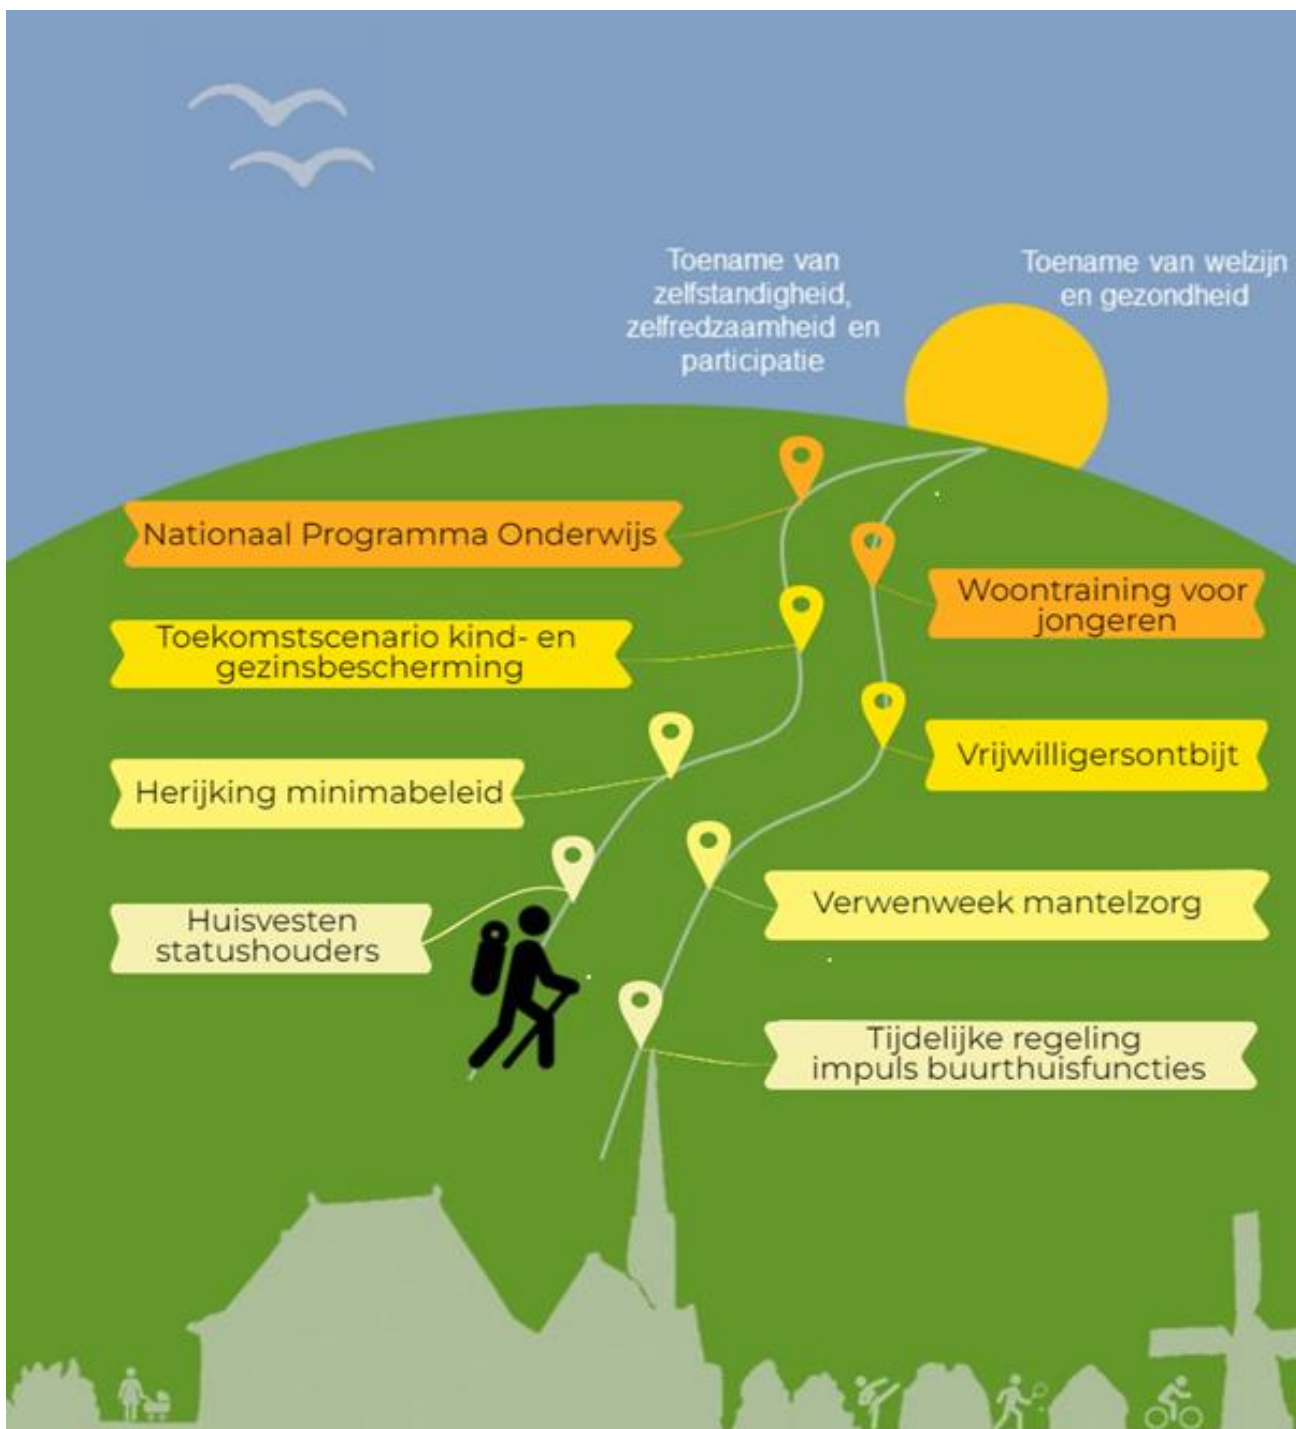 Toename van
zelfstandigheid,
zelfredzaamheid en
participatie
Toename van welzijn
en gezondheid
Nationaal Programma Onderwijs
Woontraining voor
jongeren
Toekomstscenario kind- en
gezinsbescherming
Vrijwilligersontbijt
Herijking minimabeleid
Verwenweek mantelzorg
Huisvesten
statushouders
Tijdelijke regeling
impuls buurthuisfuncties